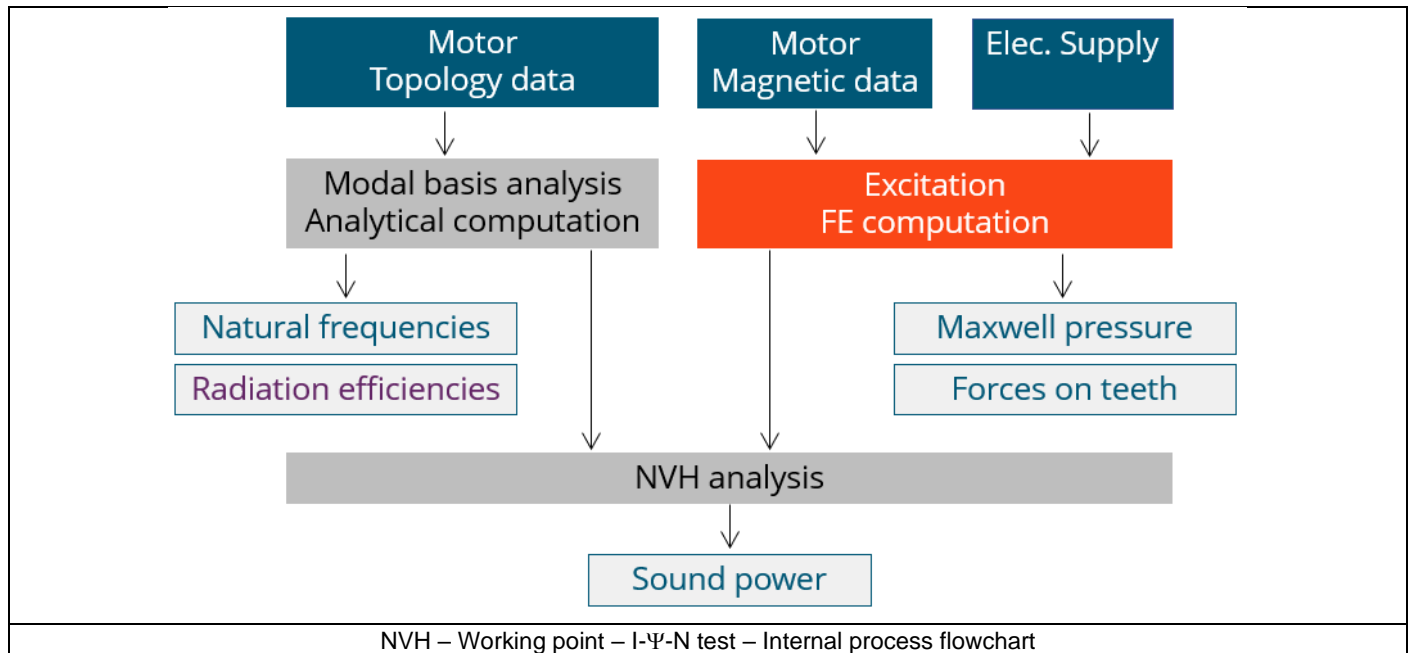 Motor
Topology data
Motor
Magnetic data
Elec. Supply
Modal basis analysis
Analytical computation
Excitation
FE computation
Natural frequencies
Radiation efficiencies
Maxwell pressure
Forces on teeth
NVH analysis
Sound power
NVH – Working point – I-Ψ-N test – Internal process flowchart